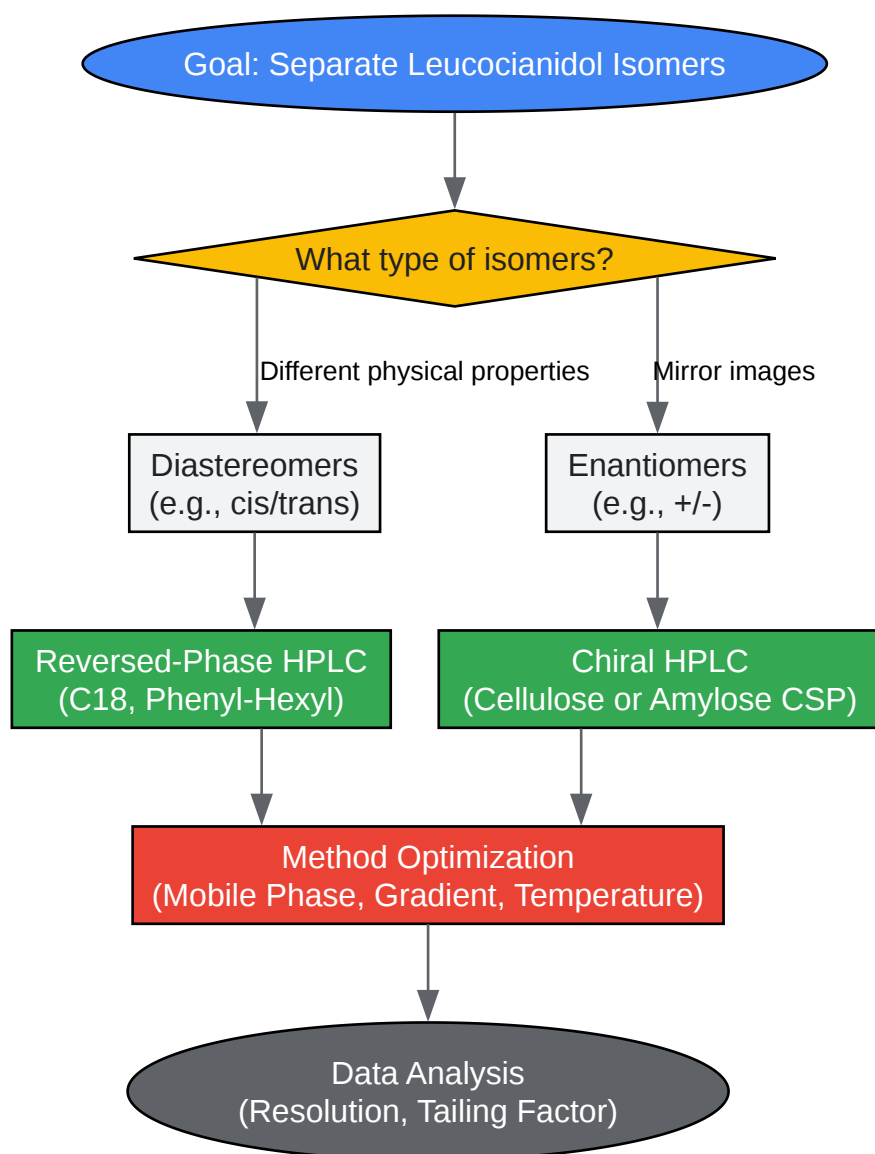 Goal: Separate Leucocianidol Isomers
What type of isomers?
Different physical properties
Mirror images
Diastereomers
(e.g., cis/trans)
Enantiomers
(e.g., +/-)
Reversed-Phase HPLC
(C18, Phenyl-Hexyl)
Chiral HPLC
(Cellulose or Amylose CSP)
Method Optimization
(Mobile Phase, Gradient, Temperature)
Data Analysis
(Resolution, Tailing Factor)